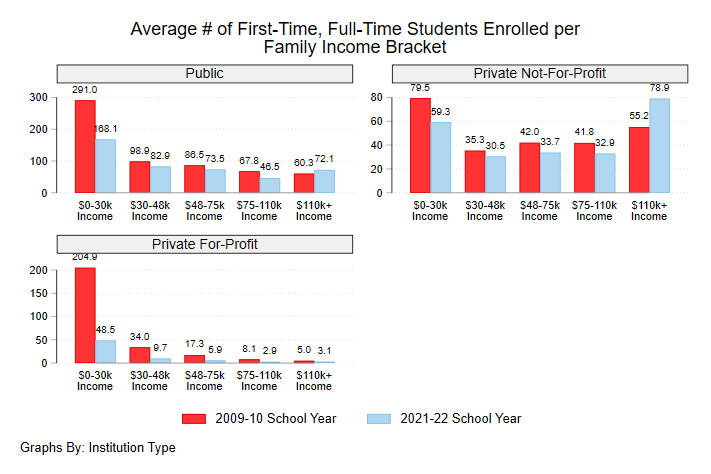 Average # of First-Time, Full-Time Students Enrolled per
Family Income Bracket
Public
300
200
100
0
291.0
168.1
98.9
82.9
86.5
73.5
67.8
46.5
60.3
72.1
$0-30k
Income
$30-48k
Income
$48-75k
Income
$75-110k
Income
$110k+
Income
Private Not-For-Profit
80
60
40
20
0
79.5
59.3
35.3
30.5
42.0
33.7
41.8
32.9
55.2
78.9
$0-30k
Income
$30-48k
Income
$48-75k
Income
$75-110k
Income
$110k+
Income
Private For-Profit
200
150
100
50
0
204.9
48.5
34.0
9.7
17.3
5.9
8.1
2.9
5.0
3.1
$0-30k
Income
$30-48k
Income
$48-75k
Income
$75-110k
Income
$110k+
Income
2009-10 School Year
2021-22 School Year
Graphs By: Institution Type